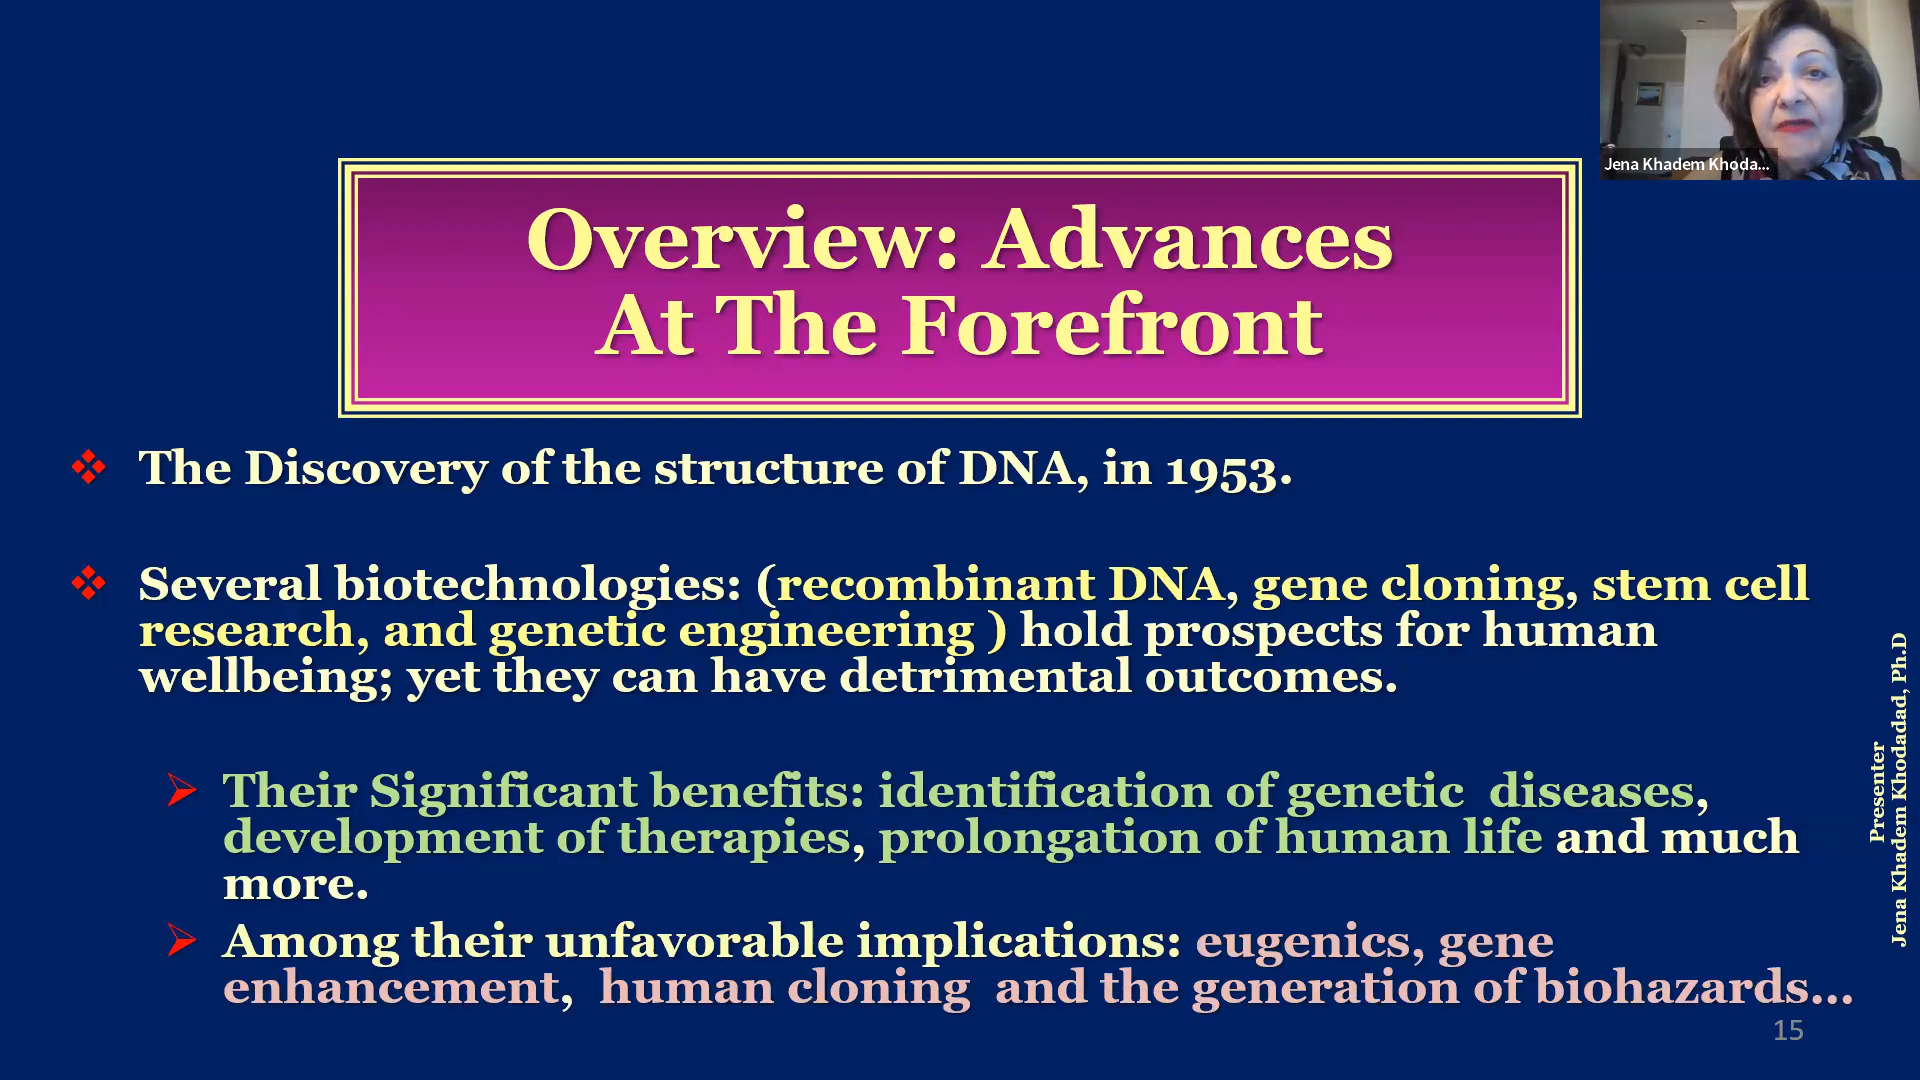 Jena Khadem Khoda...
Overview: Advances
At The Forefront
The Discovery of the structure of DNA, in 1953.
Several biotechnologies: (recombinant DNA, gene cloning, stem cell
research, and genetic engineering ) hold prospects for human
wellbeing; yet they can have detrimental outcomes.
Their Significant benefits: identification of genetic diseases,
development of therapies, prolongation of human life and much
more.
Among their unfavorable implications: eugenics, gene
enhancement, human cloning and the generation of biohazards...
Presenter
Jena Khadem Khodadad, Ph.D
15